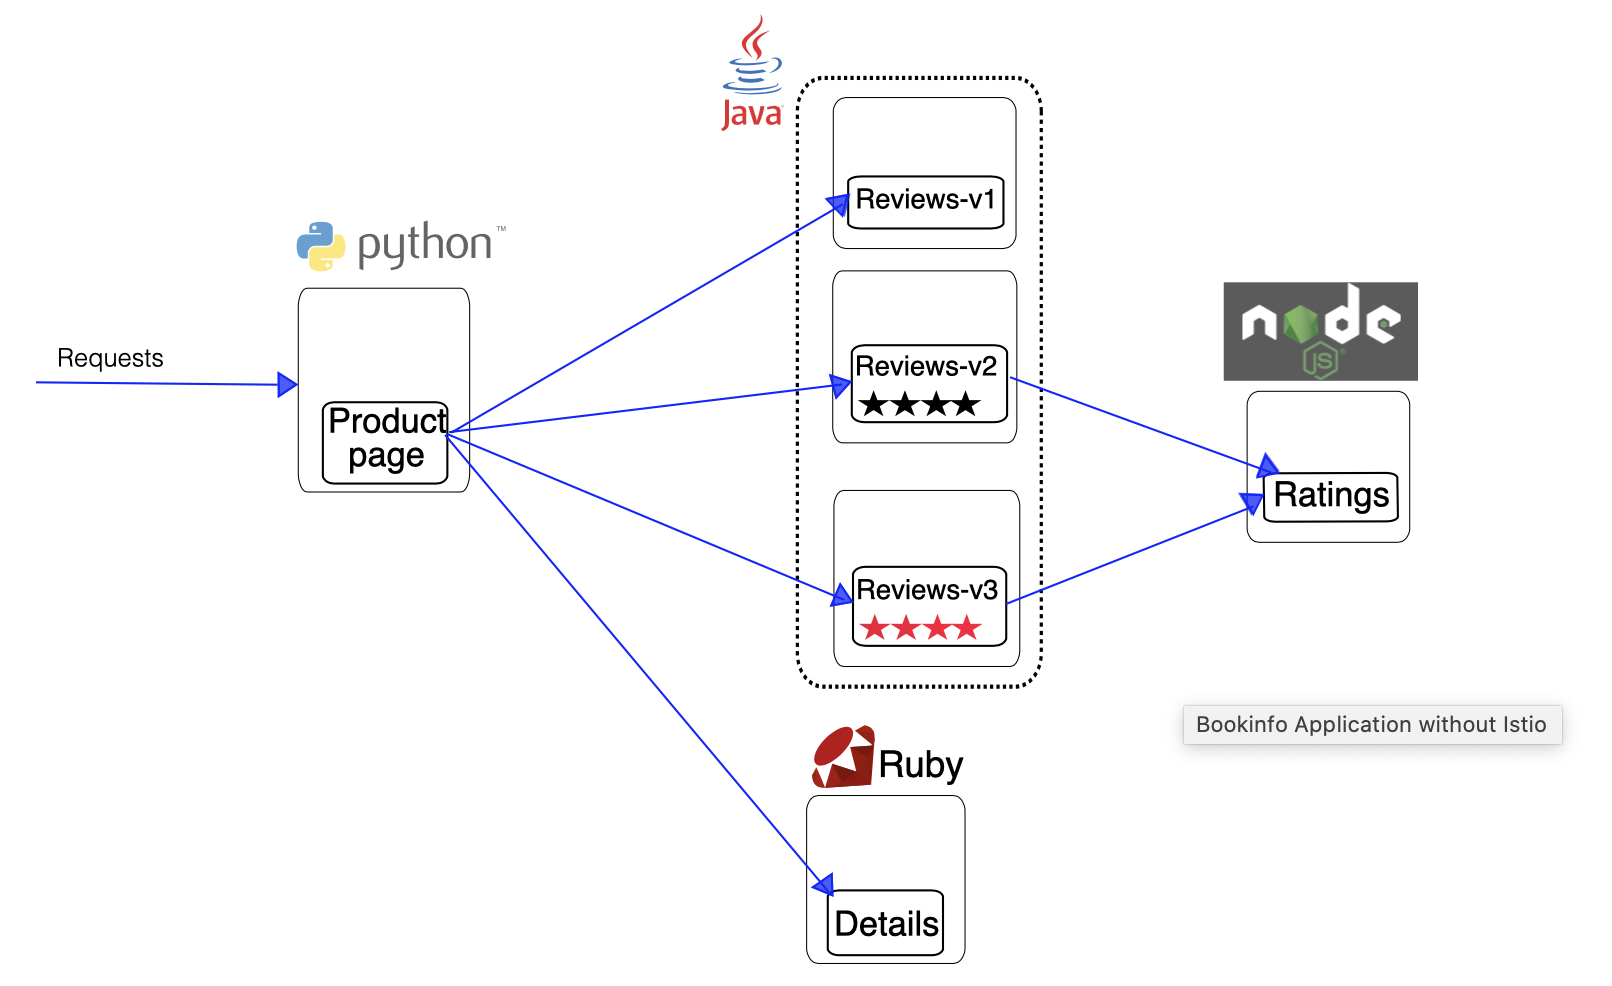 Java
Reviews-v1
python™
Requests
Product
page
Reviews-v2
node
JS
Ratings
Reviews-v3
Bookinfo Application without Istio
Ruby
Details